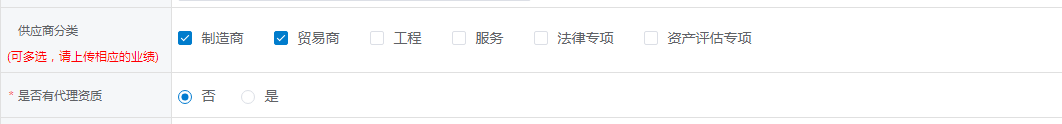 供应商分类
(可多选，请上传相应的业绩)
制造商 贸易商 工程 服务 法律专项 资产评估专项
* 是否有代理资质
否 是